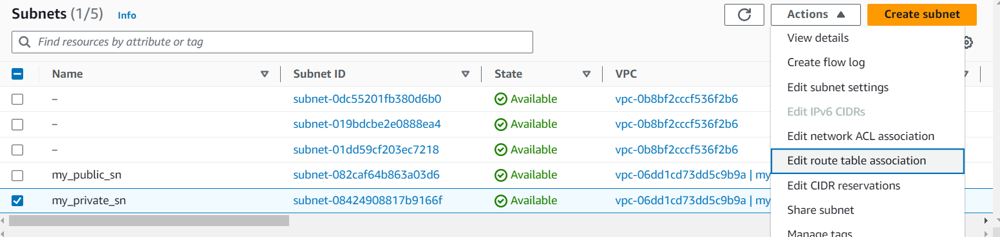 Subnets (1/5) Info
Actions
Create subnet
Find resources by attribute or tag
View details
Create flow log
Edit subnet settings
Edit IPv6 CIDRs
Edit network ACL association
Edit route table association
Edit CIDR reservations
Share subnet
Manage tags
Name Subnet ID State VPC
– subnet-0dc55201fb380d6b0 Available vpc-0b8bf2cccf536f2b6
– subnet-019bdcbe2e0888ea4 Available vpc-0b8bf2cccf536f2b6
– subnet-01dd59cf203ec7218 Available vpc-0b8bf2cccf536f2b6
my_public_sn subnet-082caf64b863a03d6 Available vpc-06dd1cd73dd5c9b9a | my
my_private_sn subnet-08424908817b9166f Available vpc-06dd1cd73dd5c9b9a | my